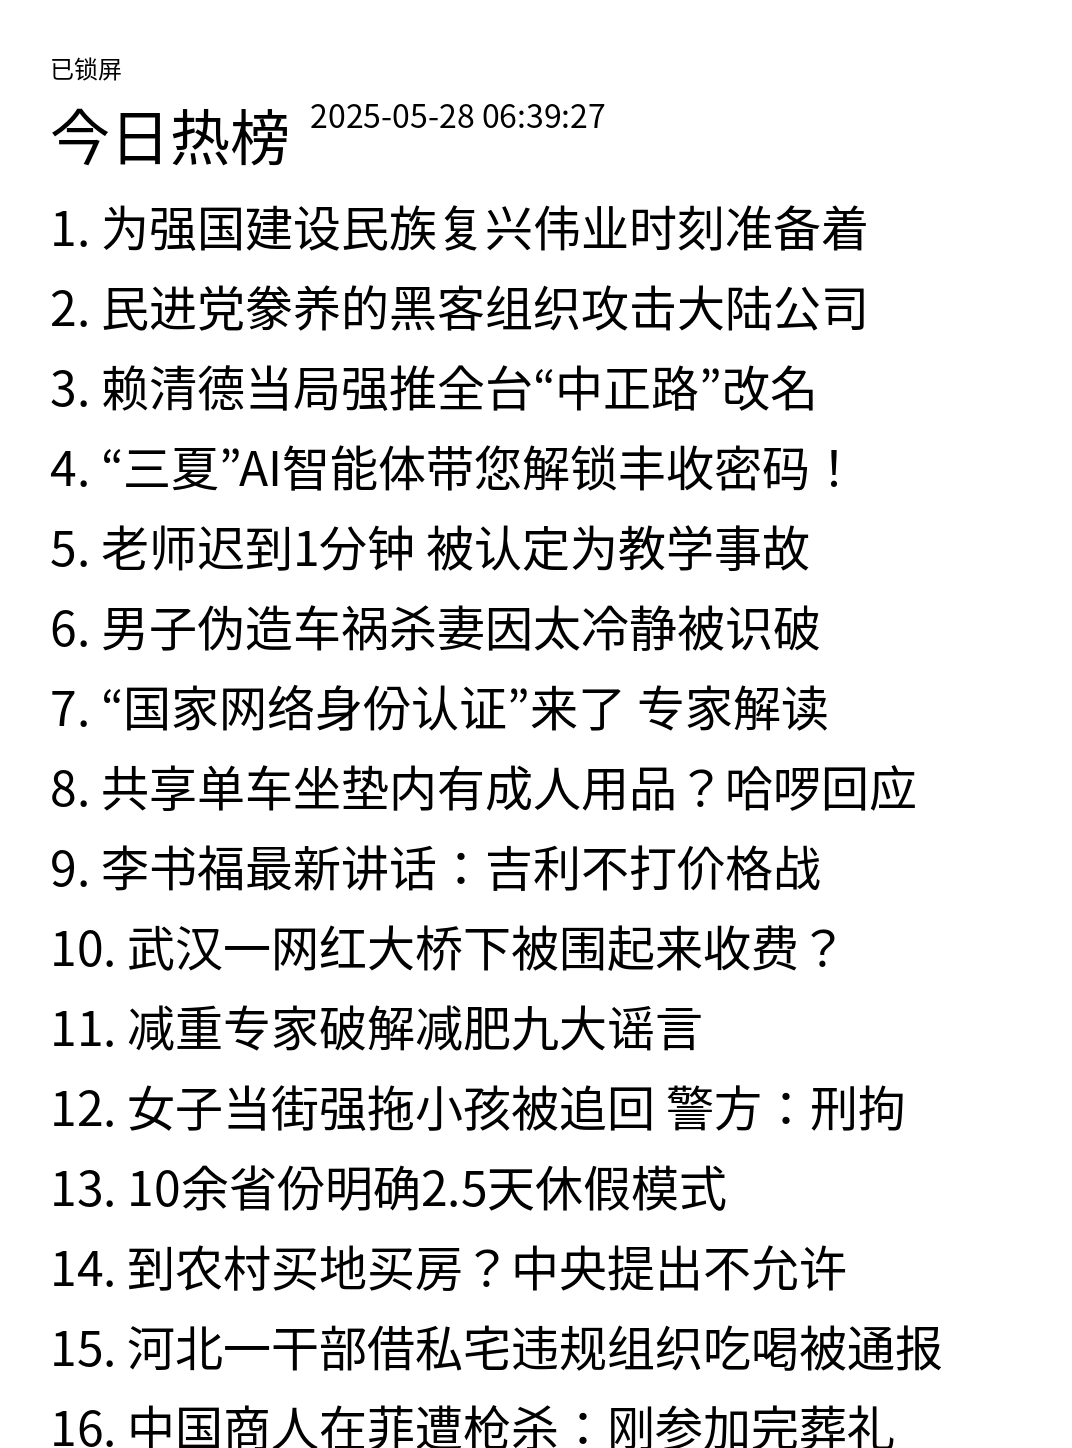 已锁屏
今日热榜 2025-05-28 06:39:27
1. 为强国建设民族复兴伟业时刻准备着
2. 民进党豢养的黑客组织攻击大陆公司
3. 赖清德当局强推全台“中正路”改名
4. “三夏”AI智能体带您解锁丰收密码！
5. 老师迟到1分钟 被认定为教学事故
6. 男子伪造车祸杀妻因太冷静被识破
7. “国家网络身份认证”来了 专家解读
8. 共享单车坐垫内有成人用品？哈啰回应
9. 李书福最新讲话：吉利不打价格战
10. 武汉一网红大桥下被围起来收费？
11. 减重专家破解减肥九大谣言
12. 女子当街强拖小孩被追回 警方：刑拘
13. 10余省份明确2.5天休假模式
14. 到农村买地买房？中央提出不允许
15. 河北一干部借私宅违规组织吃喝被通报
16. 中国商人在菲遭枪杀：刚参加完葬礼